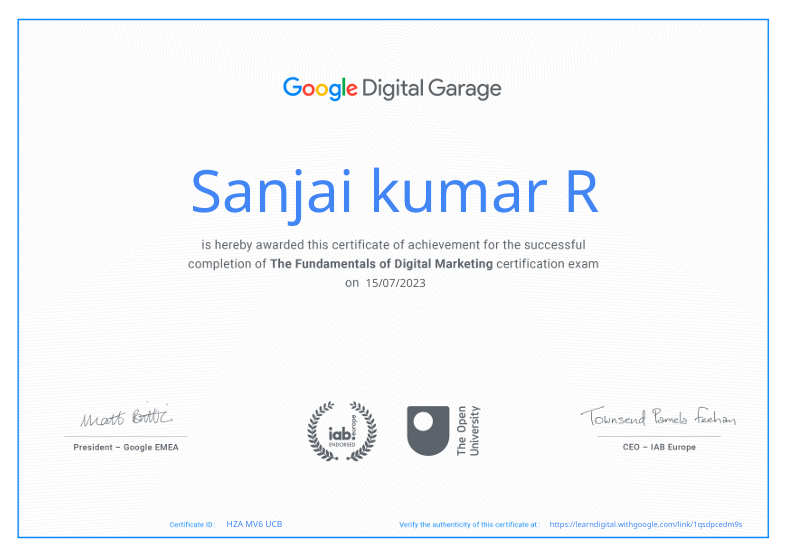 Google Digital Garage
Sanjai kumar R
is hereby awarded this certificate of achievement for the successful
completion of The Fundamentals of Digital Marketing certification exam
on 15/07/2023
Matt Brittin
iab. europe
ENDORSED
The Open
University
Townsend Pamela Feehan
President – Google EMEA
CEO – IAB Europe
Certificate ID: HZA MV6 UCB
Verify the authenticity of this certificate at: https://learndigital.withgoogle.com/link/1qsdpcedm9s